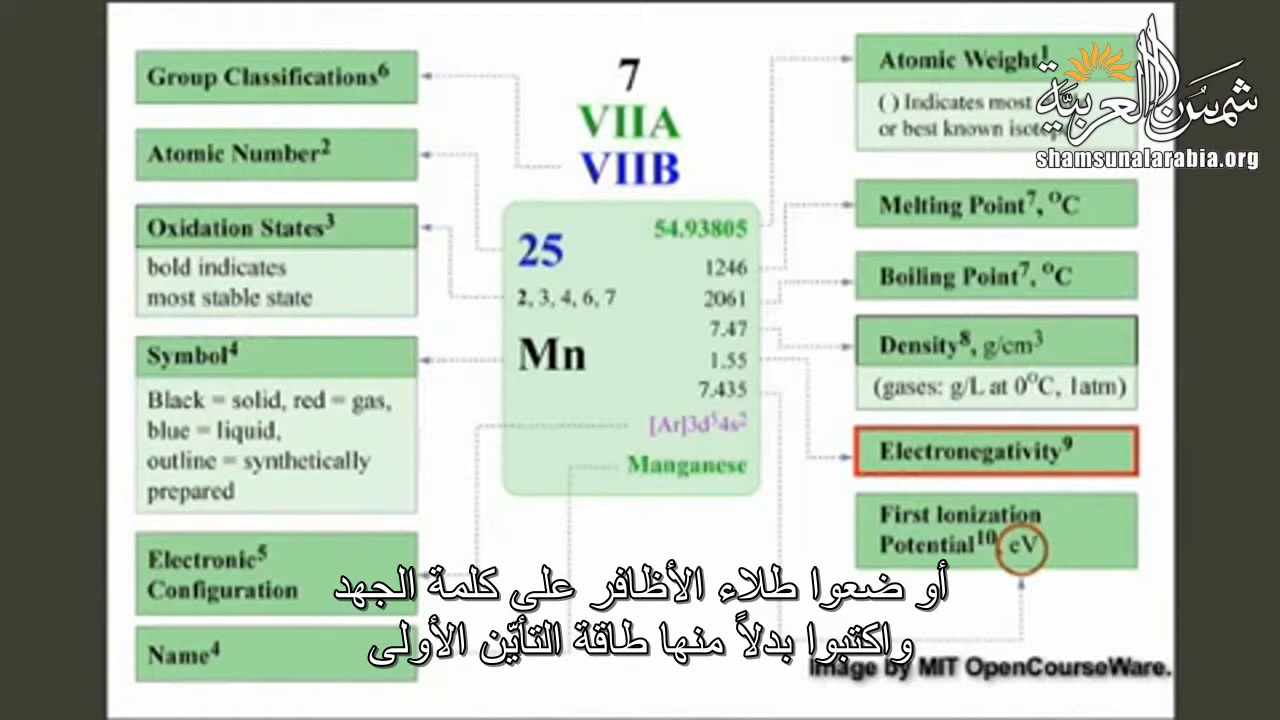 Group Classifications6
Atomic Number2
Oxidation States3
bold indicates
most stable state
Symbol4
Black = solid, red = gas,
blue = liquid,
outline = synthetically
prepared
Electronic5
Configuration
Name4
7
VIIA
VIIB
25
2, 3, 4, 6, 7
Mn
54.93805
1246
2061
7.47
1.55
7.435
[Ar]3d54s2
Manganese
Atomic Weight1
( ) Indicates most
or best known
Melting Point7, oC
Boiling Point7, oC
Density8, g/cm3
(gases: g/L at 0oC, 1atm)
Electronegativity9
First Ionization
Potential10, eV
شمس العربية
shamsunalarabia.org
أو ضعوا طلاء الأظافر على كلمة الجهد
واكتبوا بدلاً منها طاقة التأيّن الأولى
Image by MIT OpenCourseWare.